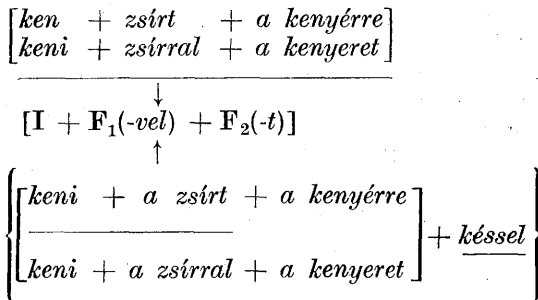 [ken + zsírt + a kenyérre
keni + zsírral + a kenyeret]
↓
[I + F₁(-vel) + F₂(-t)]
↑
{[keni + a zsírt + a kenyérre
keni + a zsírral + a kenyeret] + késsel}